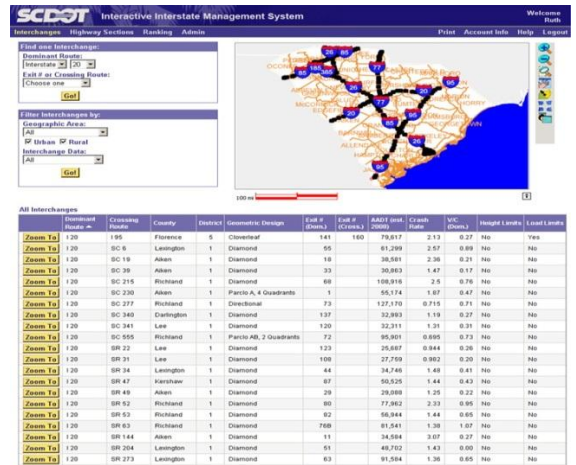 SCDOT Interactive Interstate Management System
Welcome
Ruth
Interchanges Highway Sections Ranking Admin Print Account Info Help Logout
Find one Interchange:
Dominant Route:
Interstate 20
Exit # or Crossing Route:
Choose one
Go!
Filter Interchanges by:
Geographic Area:
All
Urban Rural
Interchange Data:
All
Go!
100 mi
All Interchanges
Dominant Route Crossing Route County District Geometric Design Exit # (Dom.) Exit # (Cross.) AADT (est. 2008) Crash Rate V/C (Dom.) Height Limits Load Limits
Zoom To I 20 I 95 Florence 5 Cloverleaf 141 160 79,617 2.13 0.27 No Yes
Zoom To I 20 SC 6 Lexington 1 Diamond 55 61,299 2.57 0.89 No No
Zoom To I 20 SC 19 Aiken 1 Diamond 18 38,581 2.36 0.21 No No
Zoom To I 20 SC 39 Aiken 1 Diamond 33 30,863 1.47 0.17 No No
Zoom To I 20 SC 215 Richland 1 Diamond 68 108,916 2.5 0.76 No No
Zoom To I 20 SC 230 Aiken 1 Parclo A, 4 Quadrants 1 55,174 1.97 0.47 No No
Zoom To I 20 SC 277 Richland 1 Directional 73 127,170 0.715 0.71 No No
Zoom To I 20 SC 340 Darlington 1 Diamond 137 32,993 1.19 0.27 No No
Zoom To I 20 SC 341 Lee 1 Diamond 120 32,311 1.31 0.31 No No
Zoom To I 20 SC 555 Richland 1 Parclo AB, 2 Quadrants 72 95,901 0.695 0.73 No No
Zoom To I 20 SR 22 Lee 1 Diamond 123 25,687 0.944 0.26 No No
Zoom To I 20 SR 31 Lee 1 Diamond 108 27,759 0.982 0.20 No No
Zoom To I 20 SR 34 Lexington 1 Diamond 44 34,746 1.48 0.41 No No
Zoom To I 20 SR 47 Kershaw 1 Diamond 87 50,525 1.44 0.43 No No
Zoom To I 20 SR 49 Aiken 1 Diamond 29 29,089 1.25 0.22 No No
Zoom To I 20 SR 52 Richland 1 Diamond 80 77,962 2.33 0.95 No No
Zoom To I 20 SR 53 Richland 1 Diamond 82 56,944 1.44 0.65 No No
Zoom To I 20 SR 63 Richland 1 Diamond 76B 81,541 1.38 1.07 No No
Zoom To I 20 SR 144 Aiken 1 Diamond 11 34,584 3.07 0.27 No No
Zoom To I 20 SR 204 Lexington 1 Diamond 51 48,702 1.43 0.00 No No
Zoom To I 20 SR 273 Lexington 1 Diamond 63 91,584 1.36 0.65 No No